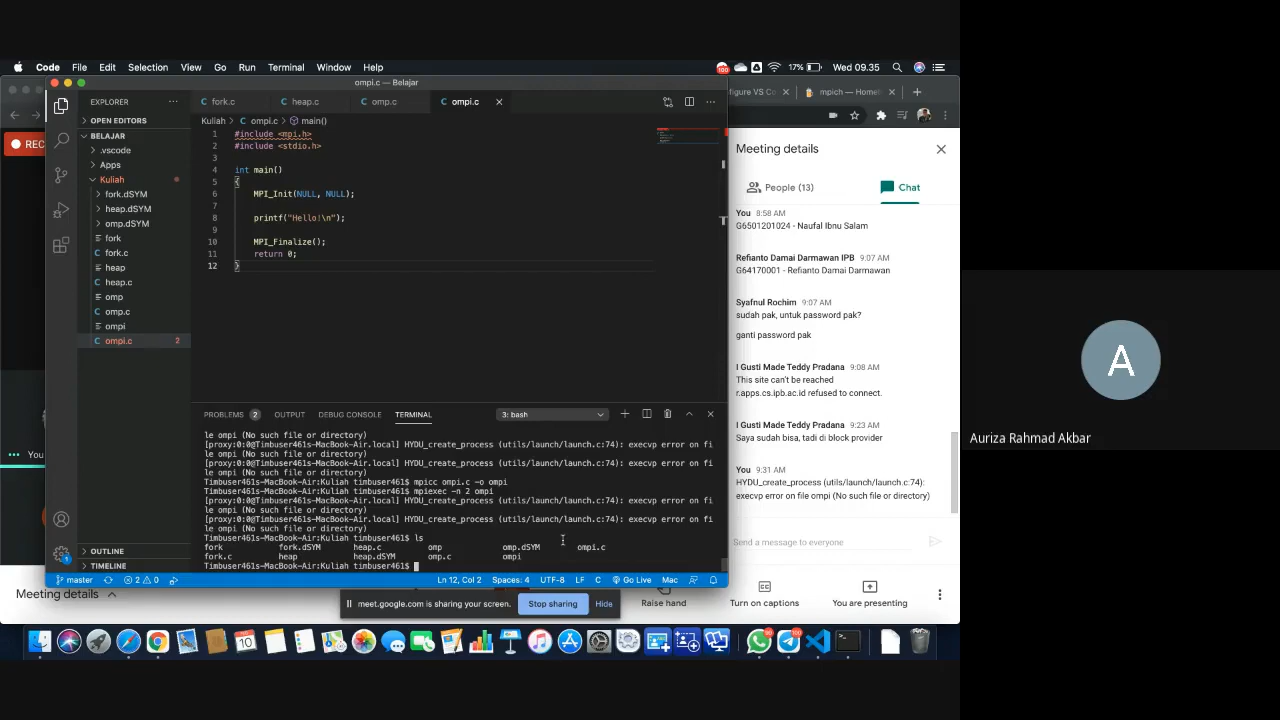 Code File Edit Selection View Go Run Terminal Window Help
100 17% Wed 09.35
ompi.c — Belajar
figure VS Co
mpich — Homeb
EXPLORER
fork.c heap.c omp.c ompi.c
OPEN EDITORS
Kuliah > ompi.c > main()
BELAJAR
.vscode
Apps
Kuliah
fork.dSYM
heap.dSYM
omp.dSYM
fork
fork.c
heap
heap.c
omp
omp.c
ompi
ompi.c 2
OUTLINE
TIMELINE
REC
You
1 #include <mpi.h>
2 #include <stdio.h>
3
4 int main()
5 {
6 MPI_Init(NULL, NULL);
7
8 printf("Hello!\n");
9
10 MPI_Finalize();
11 return 0;
12 }
PROBLEMS 2 OUTPUT DEBUG CONSOLE TERMINAL 3: bash
le ompi (No such file or directory)
[proxy:0:0@Timbuser461s-MacBook-Air.local] HYDU_create_process (utils/launch/launch.c:74): execvp error on fi
le ompi (No such file or directory)
[proxy:0:0@Timbuser461s-MacBook-Air.local] HYDU_create_process (utils/launch/launch.c:74): execvp error on fi
le ompi (No such file or directory)
Timbuser461s-MacBook-Air:Kuliah timbuser461$ mpicc ompi.c -o ompi
Timbuser461s-MacBook-Air:Kuliah timbuser461$ mpiexec -n 2 ompi
[proxy:0:0@Timbuser461s-MacBook-Air.local] HYDU_create_process (utils/launch/launch.c:74): execvp error on fi
le ompi (No such file or directory)
[proxy:0:0@Timbuser461s-MacBook-Air.local] HYDU_create_process (utils/launch/launch.c:74): execvp error on fi
le ompi (No such file or directory)
Timbuser461s-MacBook-Air:Kuliah timbuser461$ ls
fork fork.dSYM heap.c omp omp.dSYM ompi.c
fork.c heap heap.dSYM omp.c ompi
Timbuser461s-MacBook-Air:Kuliah timbuser461$
master 2 0 Ln 12, Col 2 Spaces: 4 UTF-8 LF C Go Live Mac
Meeting details
People (13) Chat
You 8:58 AM
G6501201024 - Naufal Ibnu Salam
Refianto Damai Darmawan IPB 9:07 AM
G64170001 - Refianto Damai Darmawan
Syafnul Rochim 9:07 AM
sudah pak, untuk password pak?
ganti password pak
I Gusti Made Teddy Pradana 9:08 AM
This site can't be reached
r.apps.cs.ipb.ac.id refused to connect.
I Gusti Made Teddy Pradana 9:23 AM
Saya sudah bisa, tadi di block provider
You 9:31 AM
HYDU_create_process (utils/launch/launch.c:74):
execvp error on file ompi (No such file or directory)
Send a message to everyone
Meeting details
meet.google.com is sharing your screen. Stop sharing Hide
Raise hand
Turn on captions
You are presenting
A
Auriza Rahmad Akbar